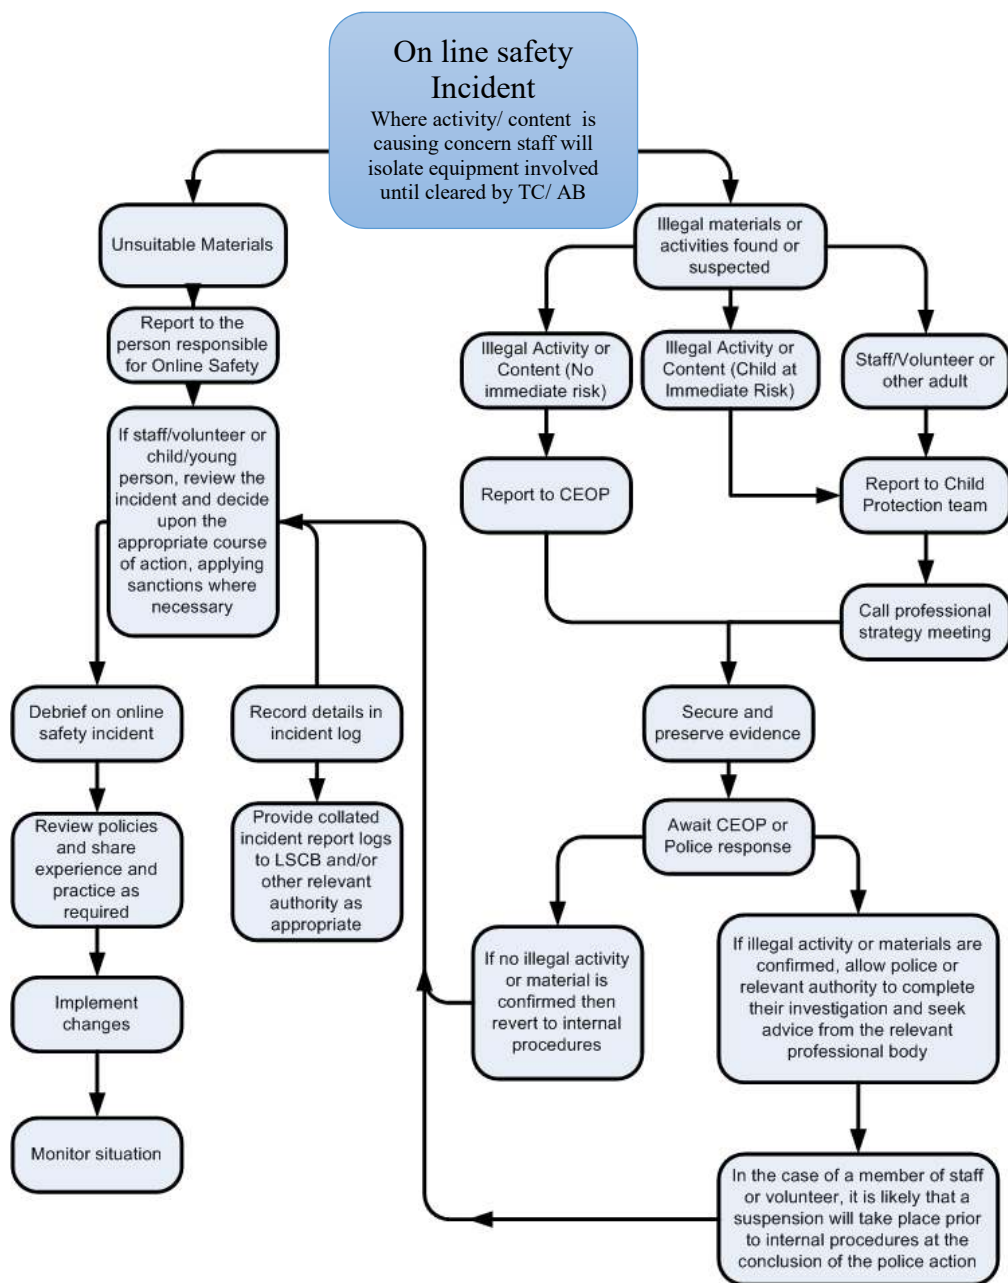 On line safety
Incident
Where activity/ content is
causing concern staff will
isolate equipment involved
until cleared by TC/ AB
Unsuitable Materials
Illegal materials or
activities found or
suspected
Report to the
person responsible
for Online Safety
Illegal Activity or
Content (No
immediate risk)
Illegal Activity or
Content (Child at
Immediate Risk)
Staff/Volunteer or
other adult
If staff/volunteer or
child/young
person, review the
incident and decide
upon the
appropriate course
of action, applying
sanctions where
necessary
Report to CEOP
Report to Child
Protection team
Call professional
strategy meeting
Debrief on online
safety incident
Record details in
incident log
Secure and
preserve evidence
Review policies
and share
experience and
practice as
required
Provide collated
incident report logs
to LSCB and/or
other relevant
authority as
appropriate
Await CEOP or
Police response
If no illegal activity
or material is
confirmed then
revert to internal
procedures
If illegal activity or materials are
confirmed, allow police or
relevant authority to complete
their investigation and seek
advice from the relevant
professional body
Implement
changes
Monitor situation
In the case of a member of staff
or volunteer, it is likely that a
suspension will take place prior
to internal procedures at the
conclusion of the police action